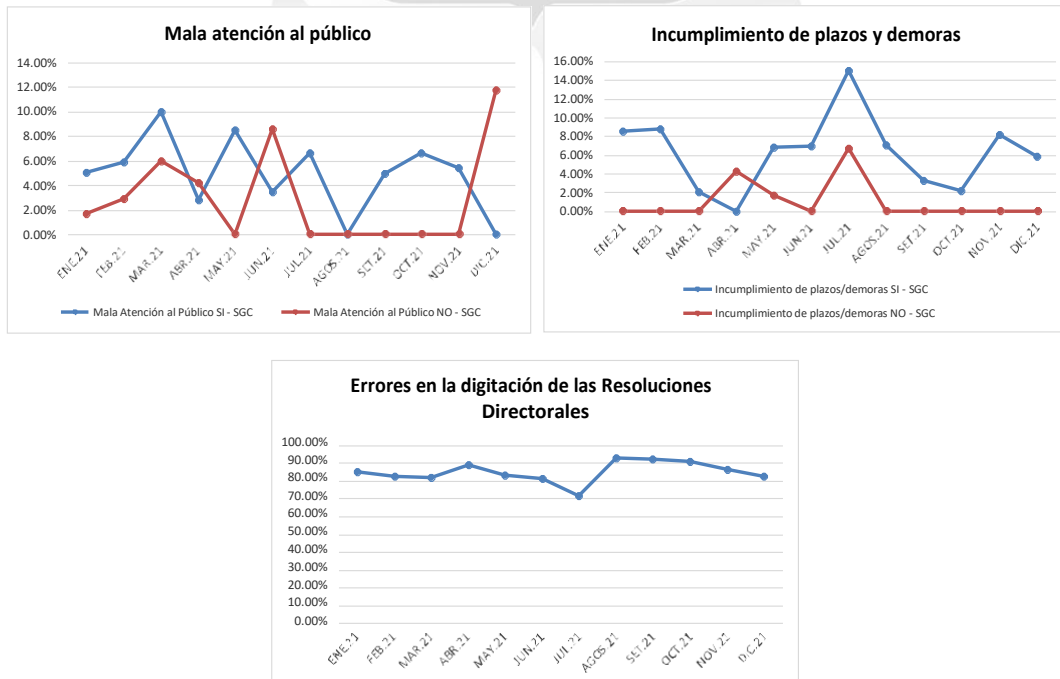 Mala atención al público
14.00%
12.00%
10.00%
8.00%
6.00%
4.00%
2.00%
0.00%
ENE.21
FEB.21
MAR.21
ABR.21
MAY.21
JUN.21
JUL.21
AGOS.21
SET.21
OCT.21
NOV.21
DIC.21
Mala Atención al Público SI - SGC
Mala Atención al Público NO - SGC
Incumplimiento de plazos y demoras
16.00%
14.00%
12.00%
10.00%
8.00%
6.00%
4.00%
2.00%
0.00%
ENE.21
FEB.21
MAR.21
ABR.21
MAY.21
JUN.21
JUL.21
AGOS.21
SET.21
OCT.21
NOV.21
DIC.21
Incumplimiento de plazos/demoras SI - SGC
Incumplimiento de plazos/demoras NO - SGC
Errores en la digitación de las Resoluciones
Directorales
100.00%
90.00%
80.00%
70.00%
60.00%
50.00%
40.00%
30.00%
20.00%
10.00%
0.00%
ENE.21
FEB.21
MAR.21
ABR.21
MAY.21
JUN.21
JUL.21
AGOS.21
SET.21
OCT.21
NOV.21
DIC.21